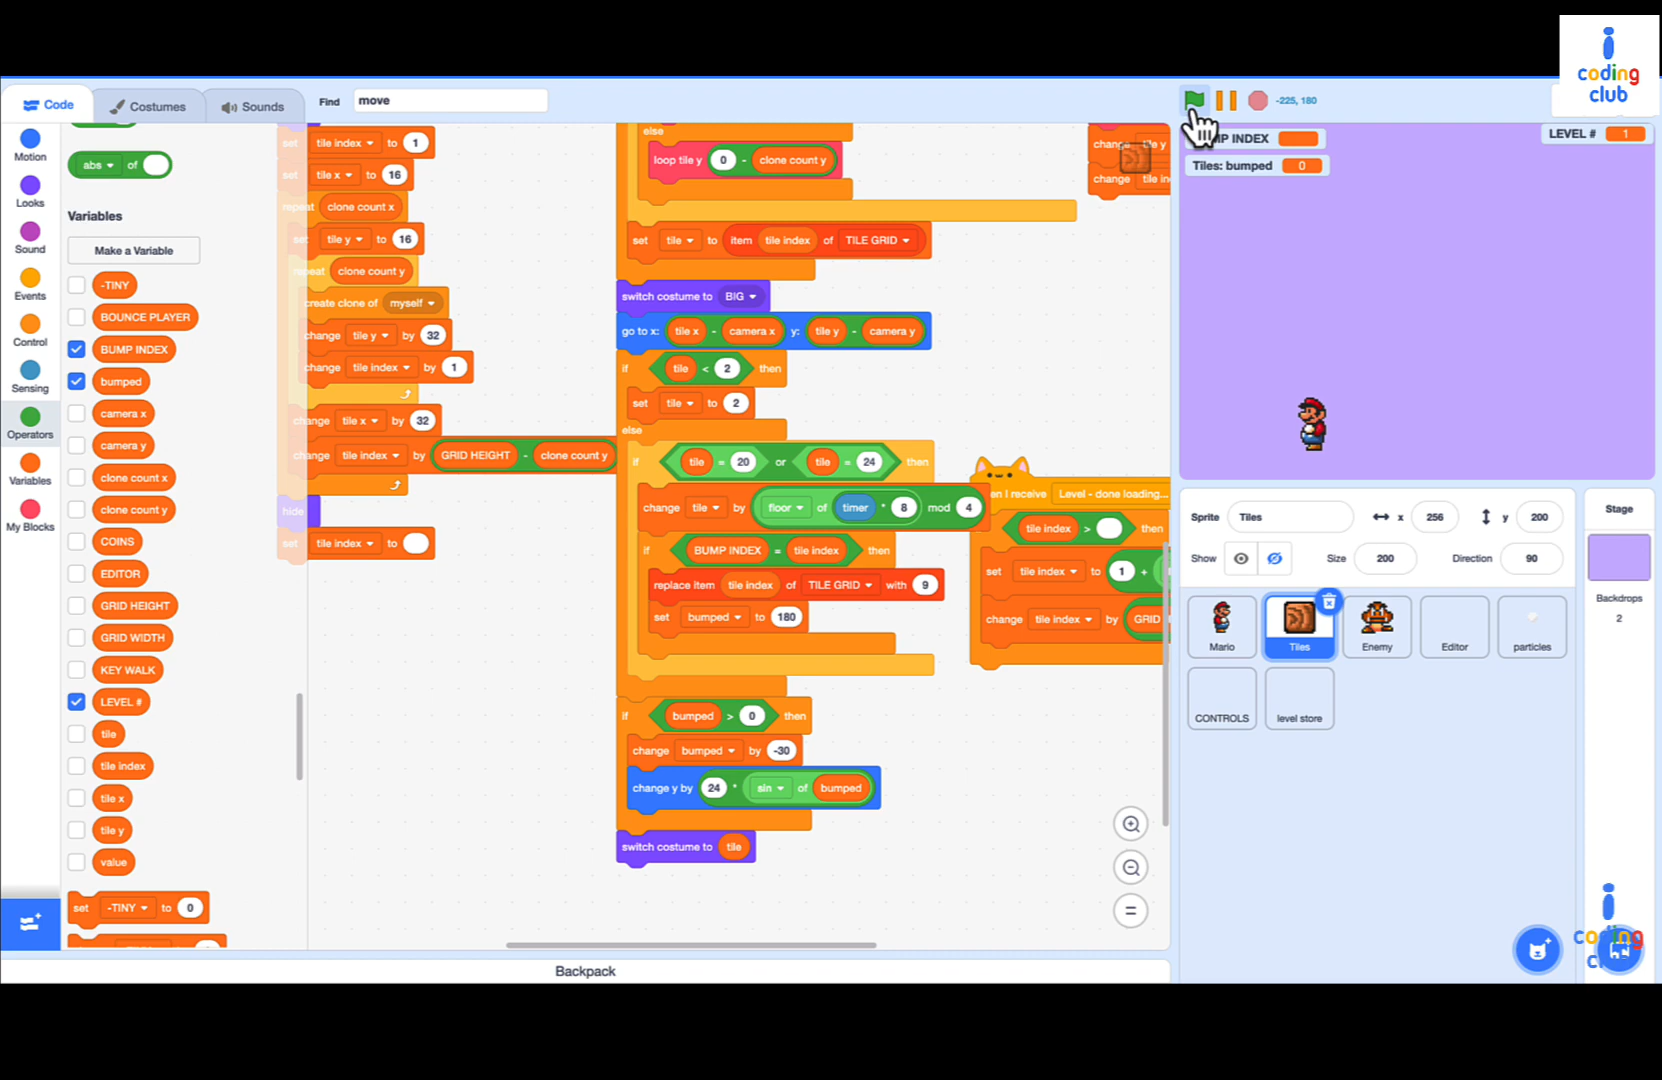 coding
club
Code
Costumes
Sounds
Find
move
-225, 180
Motion
Looks
Sound
Events
Control
Sensing
Operators
Variables
My Blocks
abs of
Variables
Make a Variable
-TINY
BOUNCE PLAYER
BUMP INDEX
bumped
camera x
camera y
clone count x
clone count y
COINS
EDITOR
GRID HEIGHT
GRID WIDTH
KEY WALK
LEVEL #
tile
tile index
tile x
tile y
value
set -TINY to 0
set tile index to 1
set tile x to 16
repeat clone count x
set tile y to 16
repeat clone count y
create clone of myself
change tile y by 32
change tile index by 1
change tile x by 32
change tile index by GRID HEIGHT - clone count y
hide
set tile index to
else
loop tile y 0 - clone count y
set tile to item tile index of TILE GRID
switch costume to BIG
go to x: tile x - camera x y: tile y - camera y
if tile < 2 then
set tile to 2
else
if tile = 20 or tile = 24 then
change tile by floor of timer * 8 mod 4
if BUMP INDEX = tile index then
replace item tile index of TILE GRID with 9
set bumped to 180
if bumped > 0 then
change bumped by -30
change y by 24 * sin of bumped
switch costume to tile
change
change
I receive Level - done loading...
tile index > then
set tile index to 1 +
change tile index by GRID
Backpack
INDEX
Tiles: bumped 0
LEVEL # 1
Sprite Tiles x 256 y 200
Show Size 200 Direction 90
Mario
Tiles
Enemy
Editor
particles
CONTROLS
level store
Stage
Backdrops
2
coding